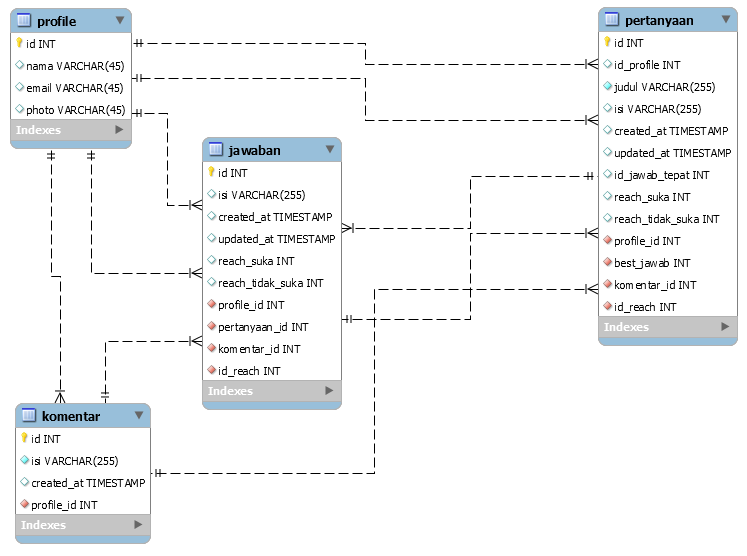 profile
id INT
nama VARCHAR(45)
email VARCHAR(45)
photo VARCHAR(45)
Indexes
jawaban
id INT
isi VARCHAR(255)
created_at TIMESTAMP
updated_at TIMESTAMP
reach_suka INT
reach_tidak_suka INT
profile_id INT
pertanyaan_id INT
komentar_id INT
id_reach INT
Indexes
pertanyaan
id INT
id_profile INT
judul VARCHAR(255)
isi VARCHAR(255)
created_at TIMESTAMP
updated_at TIMESTAMP
id_jawab_tepat INT
reach_suka INT
reach_tidak_suka INT
profile_id INT
best_jawab INT
komentar_id INT
id_reach INT
Indexes
komentar
id INT
isi VARCHAR(255)
created_at TIMESTAMP
profile_id INT
Indexes